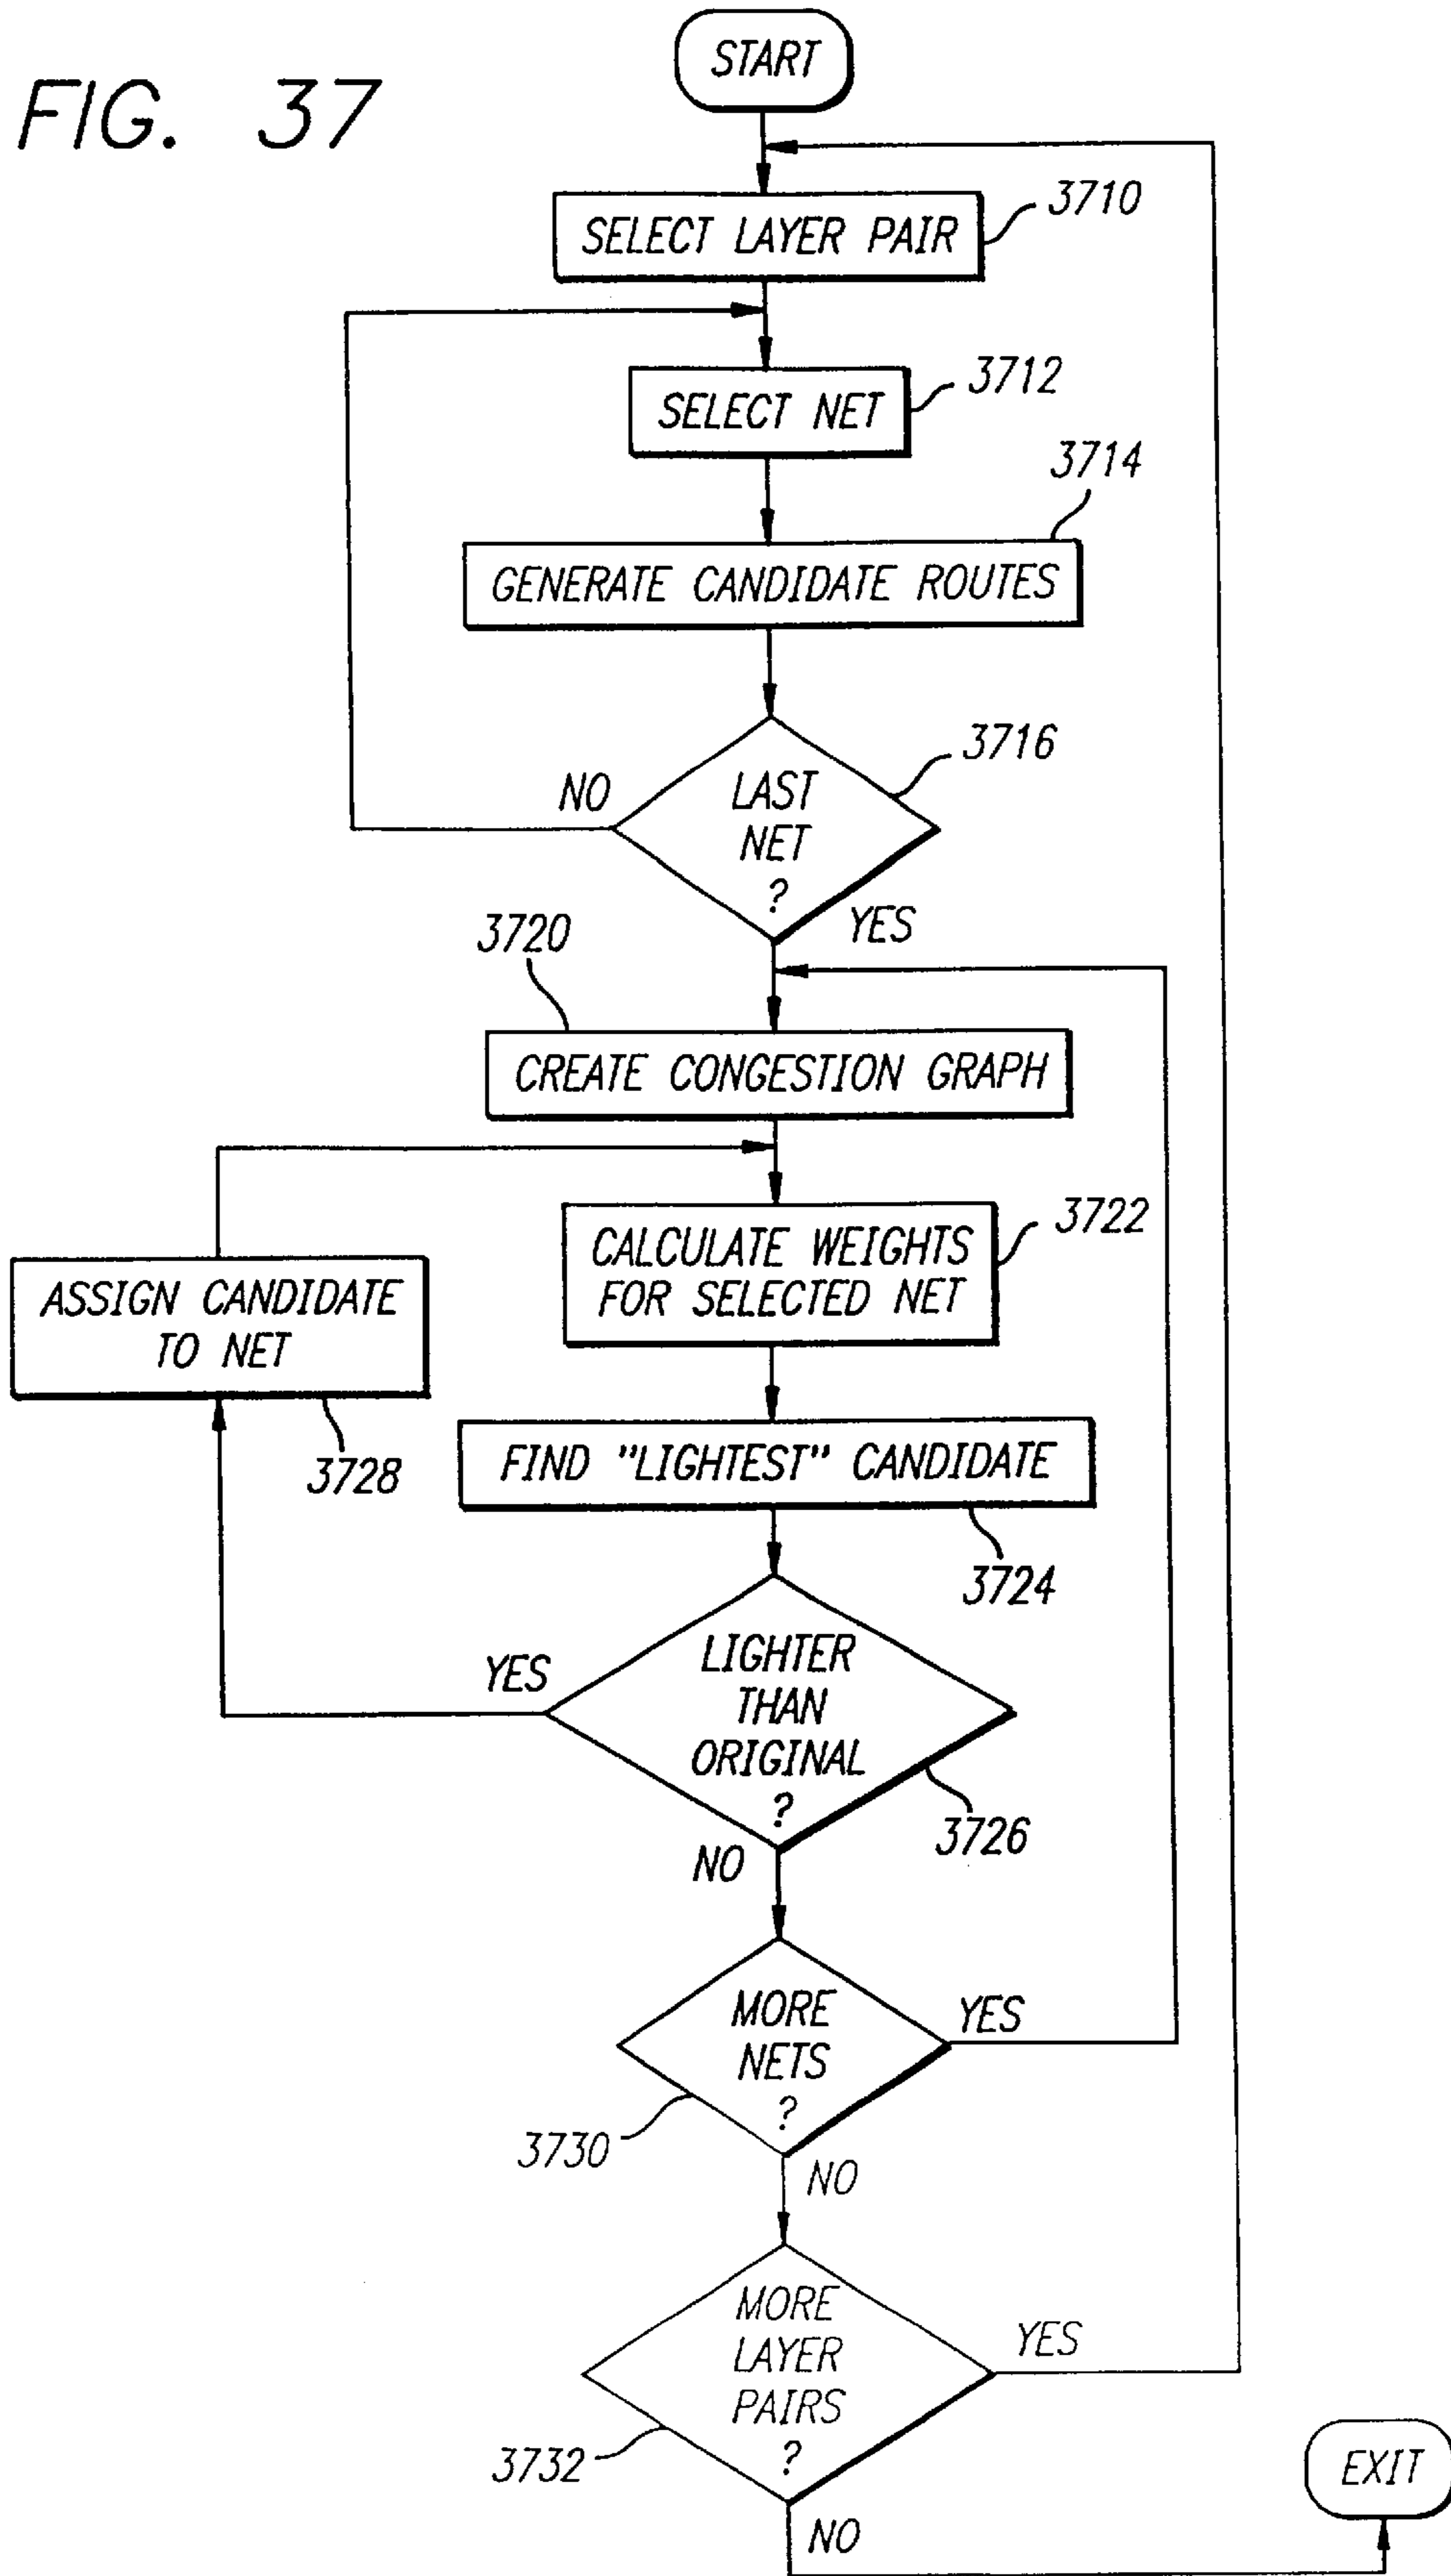 START
FIG. 37
SELECT LAYER PAIR
3710
SELECT NET
3712
3714
GENERATE CANDIDATE ROUTES
3716
NO
LAST
NET
?
YES
3720
CREATE CONGESTION GRAPH
CALCULATE WEIGHTS
FOR SELECTED NET
3722
ASSIGN CANDIDATE
TO NET
3728
FIND "LIGHTEST" CANDIDATE
3724
YES
LIGHTER
THAN
ORIGINAL
?
3726
NO
MORE
NETS
?
YES
3730
NO
MORE
LAYER
PAIRS
?
YES
3732
NO
EXIT